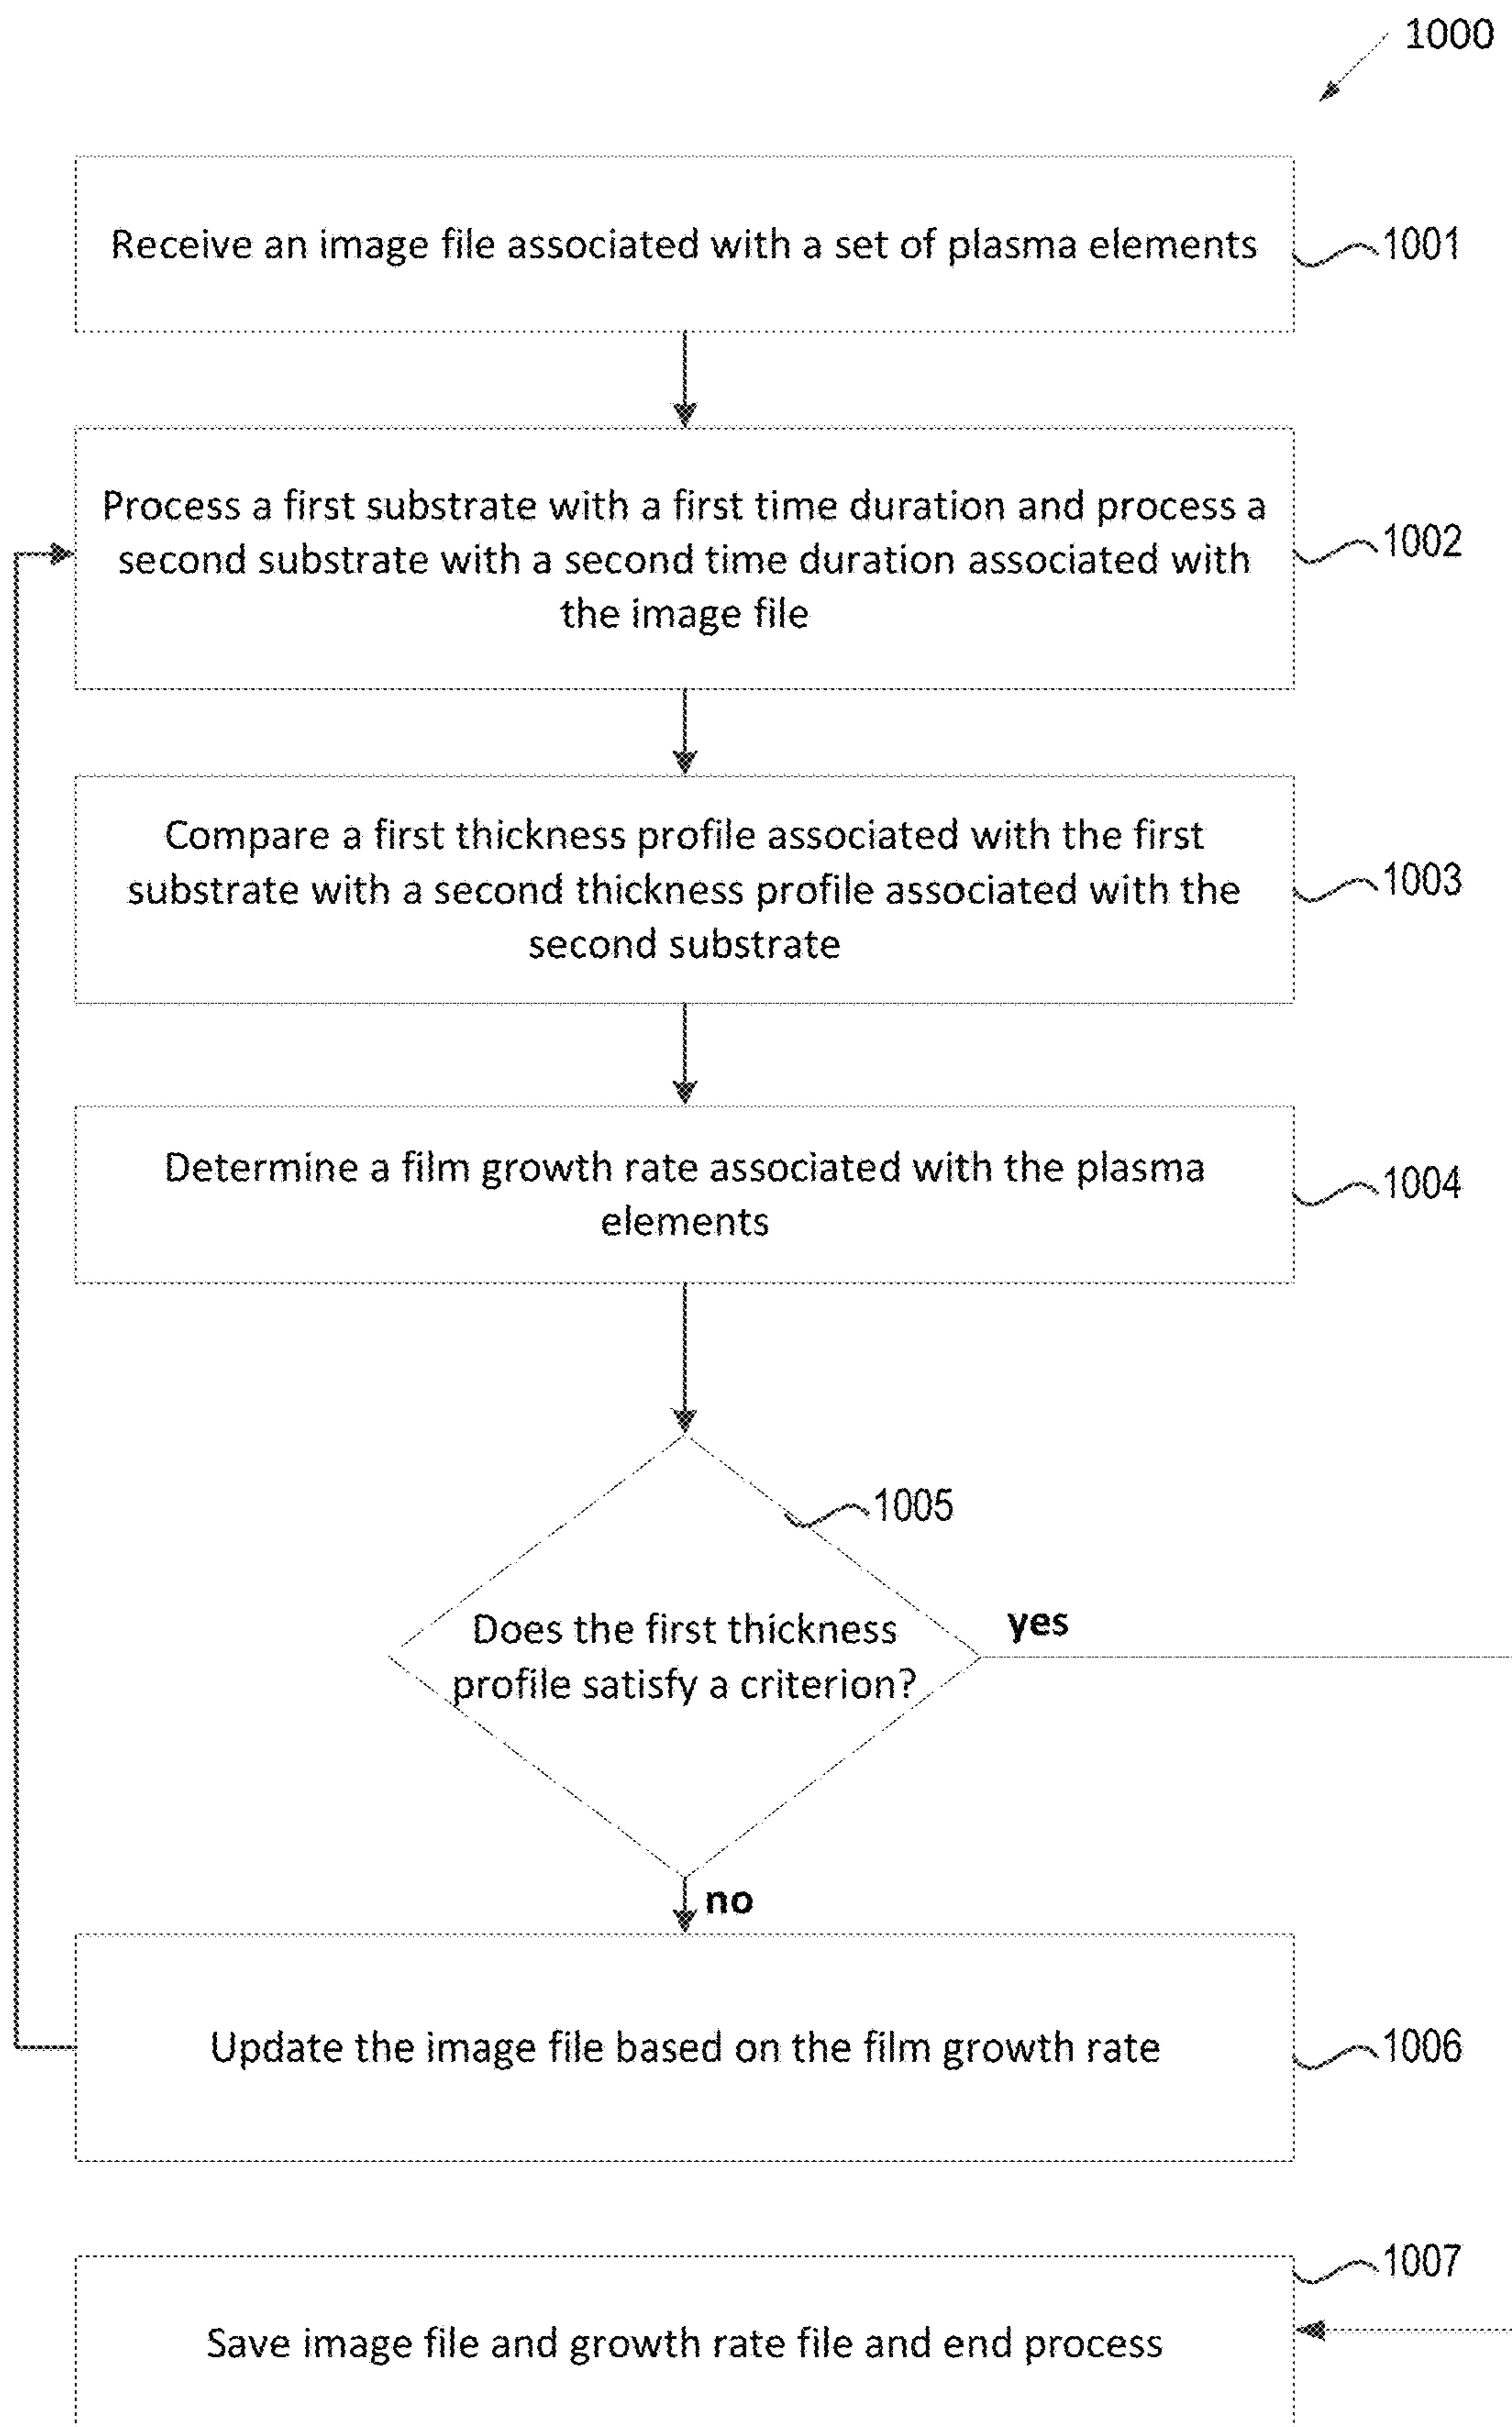 1000
Receive an image file associated with a set of plasma elements
1001
Process a first substrate with a first time duration and process a
second substrate with a second time duration associated with
the image file
1002
Compare a first thickness profile associated with the first
substrate with a second thickness profile associated with the
second substrate
1003
Determine a film growth rate associated with the plasma
elements
1004
1005
Does the first thickness
profile satisfy a criterion?
yes
no
Update the image file based on the film growth rate
1006
1007
Save image file and growth rate file and end process